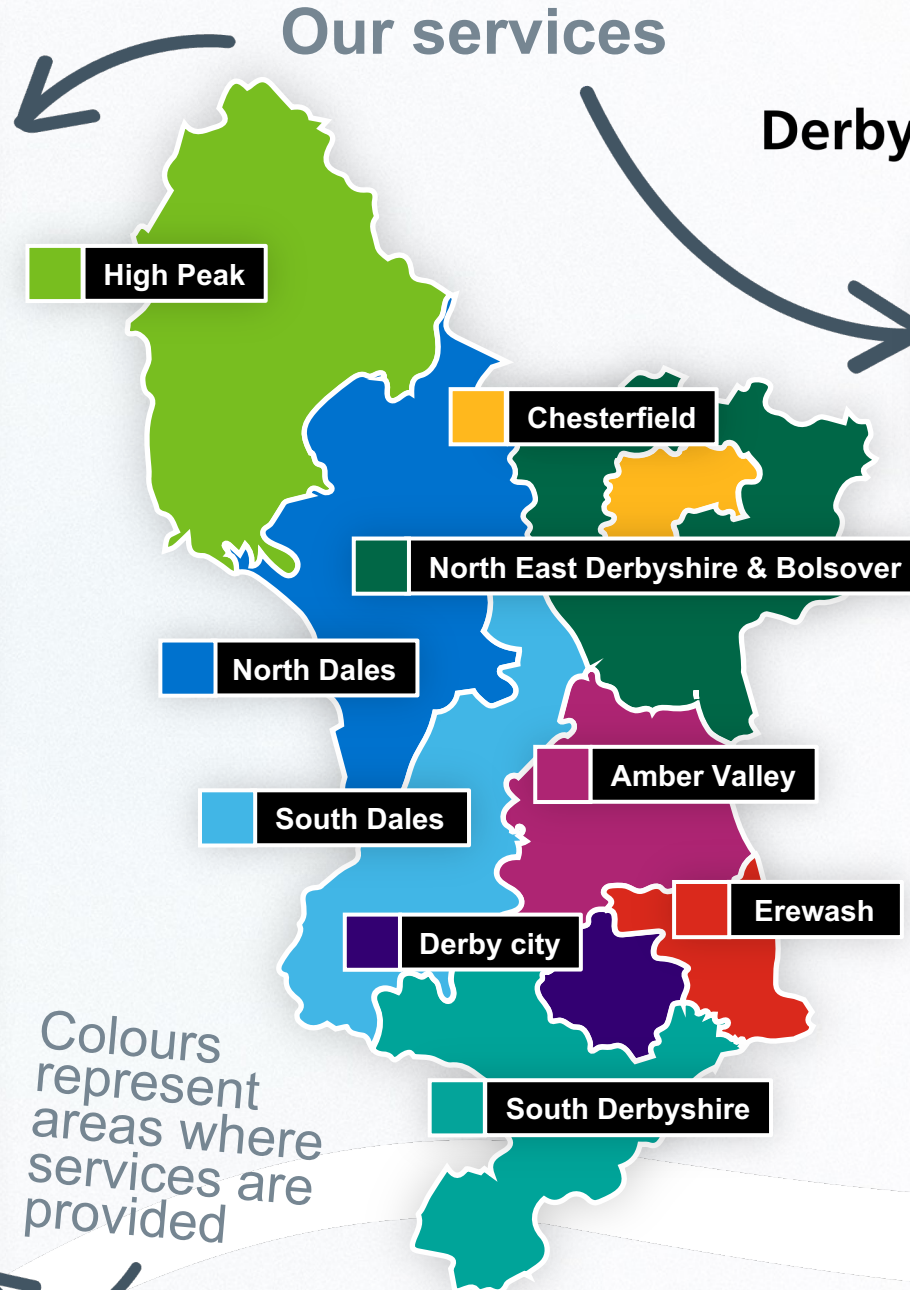 Our services
Derby
High Peak
Chesterfield
North East Derbyshire & Bolsover
North Dales
Amber Valley
South Dales
Erewash
Derby city
Colours
represent
areas where
services are
provided
South Derbyshire